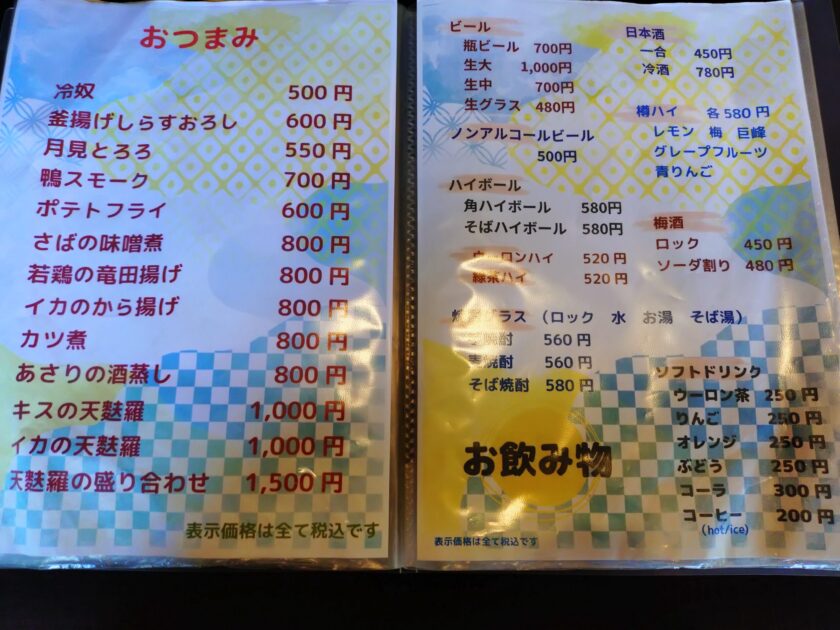 おつまみ
冷奴 500円
釜揚げしらすおろし 600円
月見とろろ 550円
鴨スモーク 700円
ポテトフライ 600円
さばの味噌煮 800円
若鶏の竜田揚げ 800円
イカのから揚げ 800円
カツ煮 800円
あさりの酒蒸し 800円
キスの天麩羅 1,000円
イカの天麩羅 1,000円
天麩羅の盛り合わせ 1,500円
表示価格は全て税込です
ビール
瓶ビール 700円
生大 1,000円
生中 700円
生グラス 480円
ノンアルコールビール
500円
ハイボール
角ハイボール 580円
そばハイボール 580円
ウーロンハイ 520円
緑茶ハイ 520円
グラス (ロック 水 お湯 そば湯)
焼酎 560円
焼酎 560円
そば焼酎 580円
お飲み物
表示価格は全て税込です
日本酒
一合 450円
冷酒 780円
樽ハイ 各580円
レモン 梅 巨峰
グレープフルーツ
青りんご
梅酒
ロック 450円
ソーダ割り 480円
ソフトドリンク
ウーロン茶 250円
りんご 250円
オレンジ 250円
ぶどう 250円
コーラ 300円
コーヒー 200円
(hot/ice)